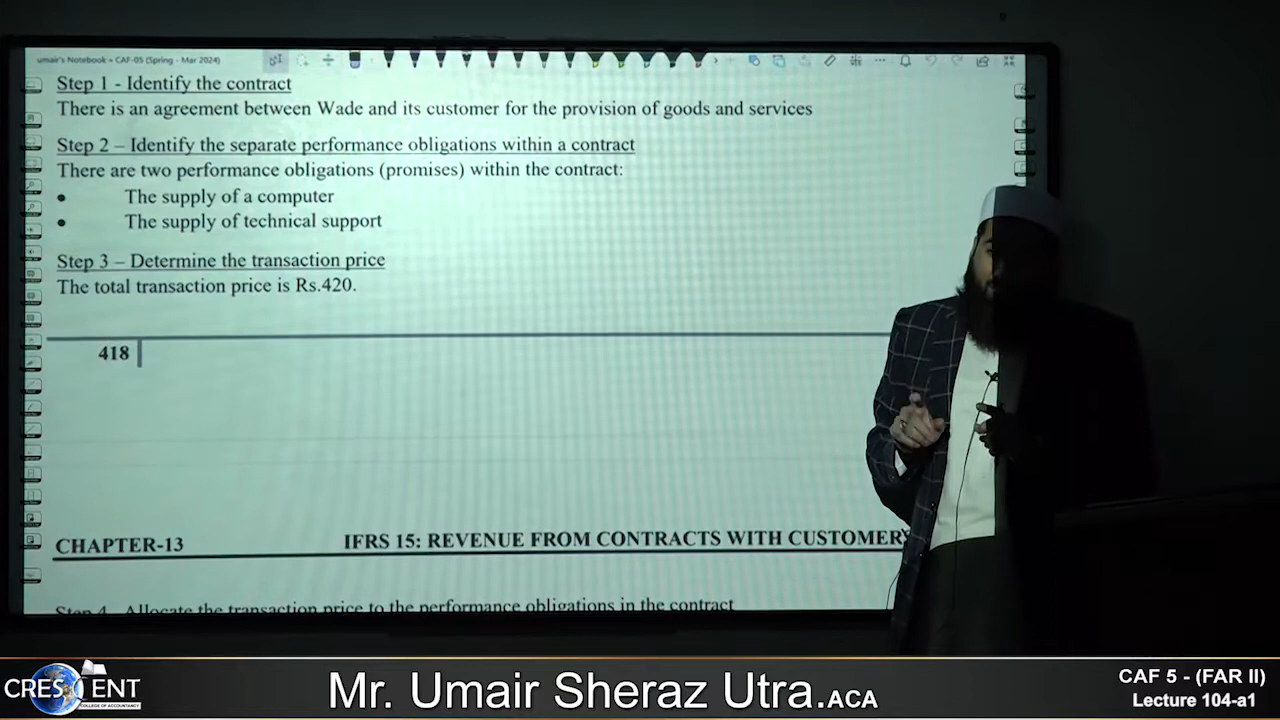 umair's Notebook » CAF-05 (Spring - Mar 2024)
Step 1 - Identify the contract
There is an agreement between Wade and its customer for the provision of goods and services
Step 2 – Identify the separate performance obligations within a contract
There are two performance obligations (promises) within the contract:
• The supply of a computer
• The supply of technical support
Step 3 – Determine the transaction price
The total transaction price is Rs.420.
418
CHAPTER-13 IFRS 15: REVENUE FROM CONTRACTS WITH CUSTOMERS
Step 4 Allocate the transaction price to the performance obligations in the contract
CRESCENT
COLLEGE OF ACCOUNTANCY
Mr. Umair Sheraz Utra.ACA
CAF 5 - (FAR II)
Lecture 104-a1